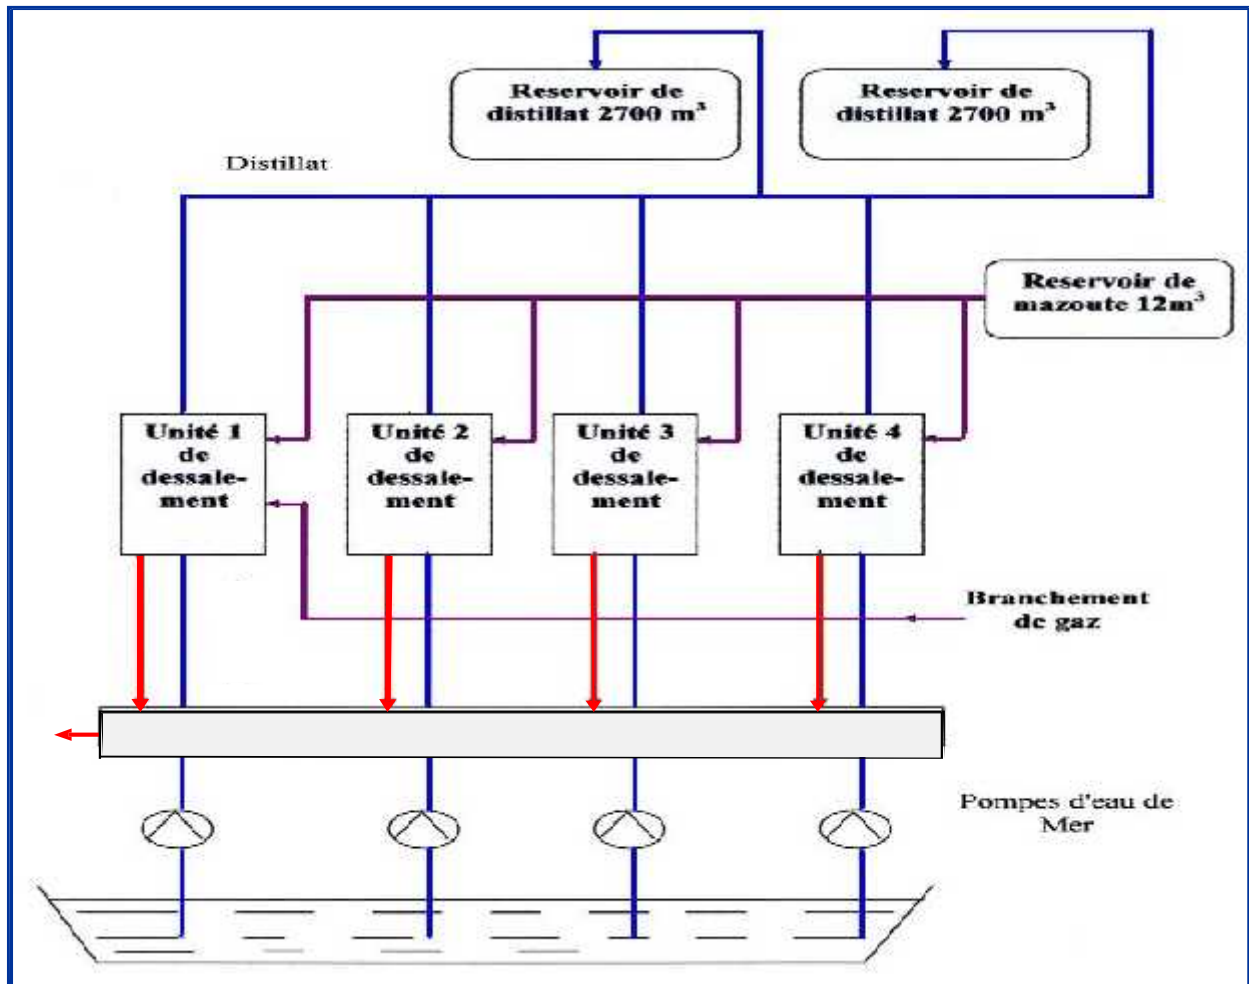 Reservoir de
distillat 2700 m³
Reservoir de
distillat 2700 m³
Distillat
Reservoir de
mazoute 12m³
Unité 1
de
dessale-
ment
Unité 2
de
dessale-
ment
Unité 3
de
dessale-
ment
Unité 4
de
dessale-
ment
Branchement
de gaz
Pompes d'eau de
Mer